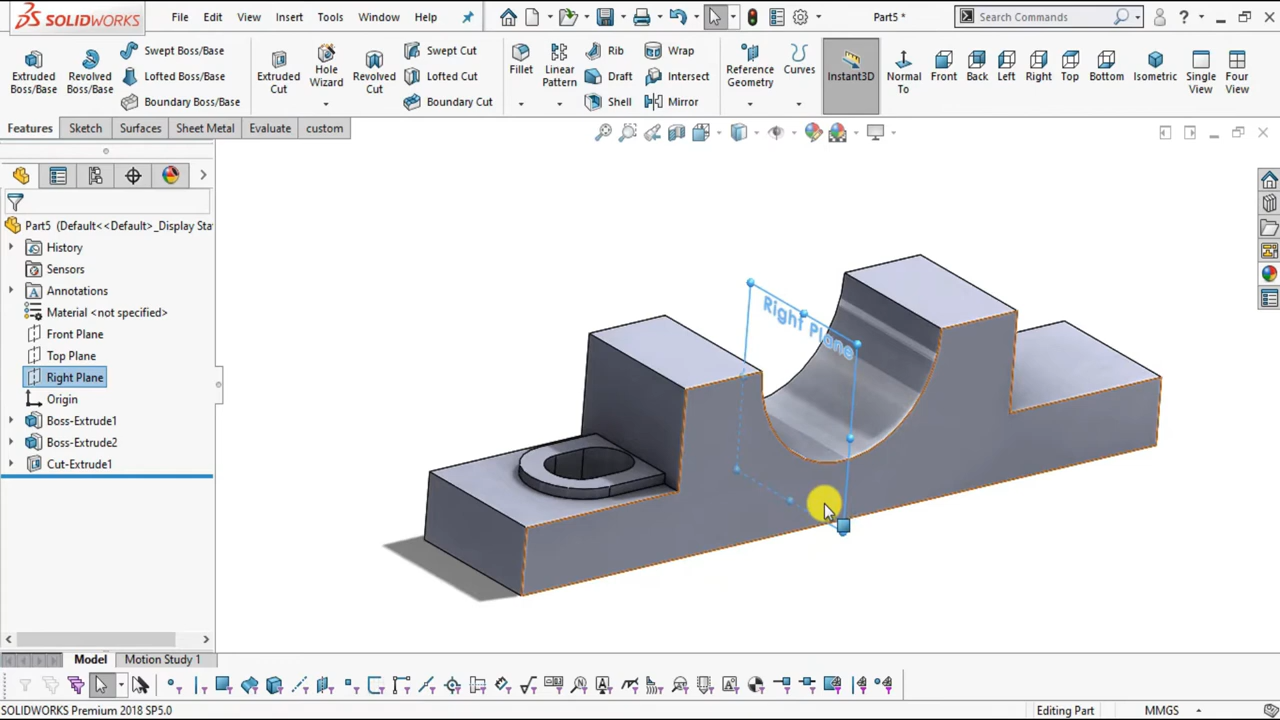 SOLIDWORKS
File Edit View Insert Tools Window Help
Part5 *
Search Commands
Extruded Boss/Base
Revolved Boss/Base
Swept Boss/Base
Lofted Boss/Base
Boundary Boss/Base
Extruded Cut
Hole Wizard
Revolved Cut
Swept Cut
Lofted Cut
Boundary Cut
Fillet
Linear Pattern
Rib
Draft
Shell
Wrap
Intersect
Mirror
Reference Geometry
Curves
Instant3D
Normal To
Front
Back
Left
Right
Top
Bottom
Isometric
Single View
Four View
Features Sketch Surfaces Sheet Metal Evaluate custom
Part5 (Default<<Default>_Display Sta
History
Sensors
Annotations
Material <not specified>
Front Plane
Top Plane
Right Plane
Origin
Boss-Extrude1
Boss-Extrude2
Cut-Extrude1
Right Plane
Model Motion Study 1
SOLIDWORKS Premium 2018 SP5.0
Editing Part
MMGS